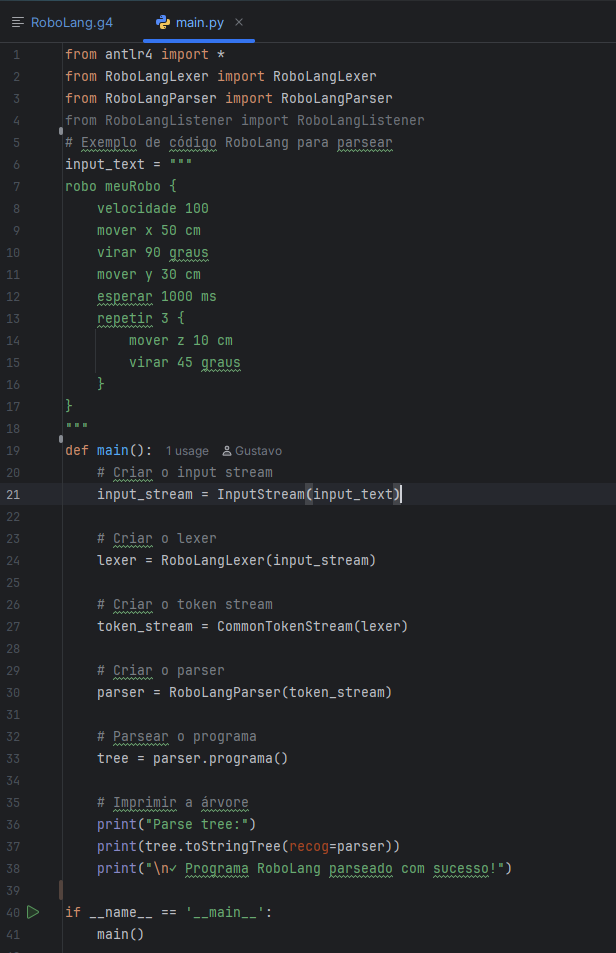 RoboLang.g4 main.py ×
1 from antlr4 import *
2 from RoboLangLexer import RoboLangLexer
3 from RoboLangParser import RoboLangParser
4 from RoboLangListener import RoboLangListener
5 # Exemplo de código RoboLang para parsear
6 input_text = """
7 robo meuRobo {
8     velocidade 100
9     mover x 50 cm
10     virar 90 graus
11     mover y 30 cm
12     esperar 1000 ms
13     repetir 3 {
14         mover z 10 cm
15         virar 45 graus
16     }
17 }
18 """
19 def main(): 1 usage Gustavo
20     # Criar o input stream
21     input_stream = InputStream(input_text)
22
23     # Criar o lexer
24     lexer = RoboLangLexer(input_stream)
25
26     # Criar o token stream
27     token_stream = CommonTokenStream(lexer)
28
29     # Criar o parser
30     parser = RoboLangParser(token_stream)
31
32     # Parsear o programa
33     tree = parser.programa()
34
35     # Imprimir a árvore
36     print("Parse tree:")
37     print(tree.toStringTree(recog=parser))
38     print("\n✓ Programa RoboLang parseado com sucesso!")
39
40 if __name__ == '__main__':
41     main()